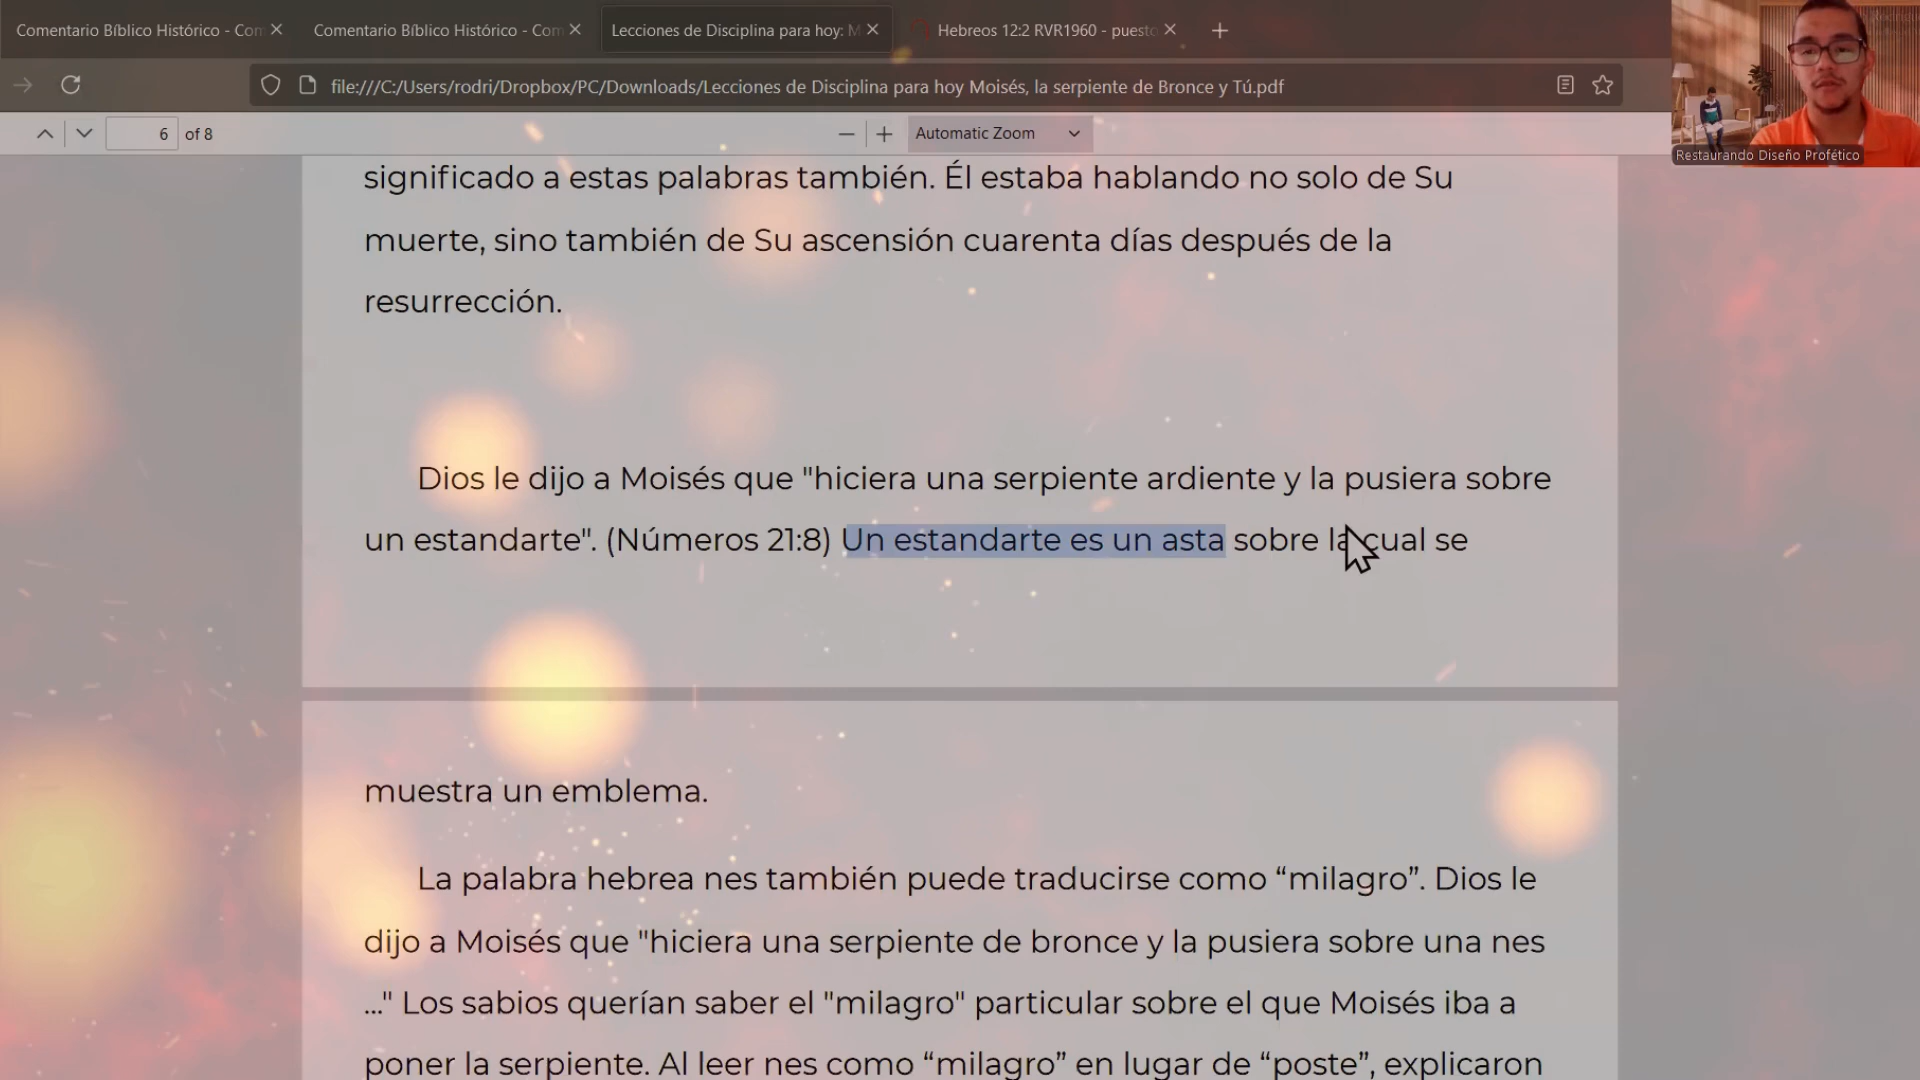 Comentario Bíblico Histórico - Com
Comentario Bíblico Histórico - Com
Lecciones de Disciplina para hoy: M
Hebreos 12:2 RVR1960 - puesto
file:///C:/Users/rodri/Dropbox/PC/Downloads/Lecciones de Disciplina para hoy Moisés, la serpiente de Bronce y Tú.pdf
6 of 8
Automatic Zoom
Restaurando Diseño Profético
significado a estas palabras también. Él estaba hablando no solo de Su
muerte, sino también de Su ascensión cuarenta días después de la
resurrección.
Dios le dijo a Moisés que "hiciera una serpiente ardiente y la pusiera sobre
un estandarte". (Números 21:8) Un estandarte es un asta sobre la cual se
muestra un emblema.
La palabra hebrea nes también puede traducirse como “milagro”. Dios le
dijo a Moisés que "hiciera una serpiente de bronce y la pusiera sobre una nes
..." Los sabios querían saber el "milagro" particular sobre el que Moisés iba a
poner la serpiente. Al leer nes como “milagro” en lugar de “poste”, explicaron